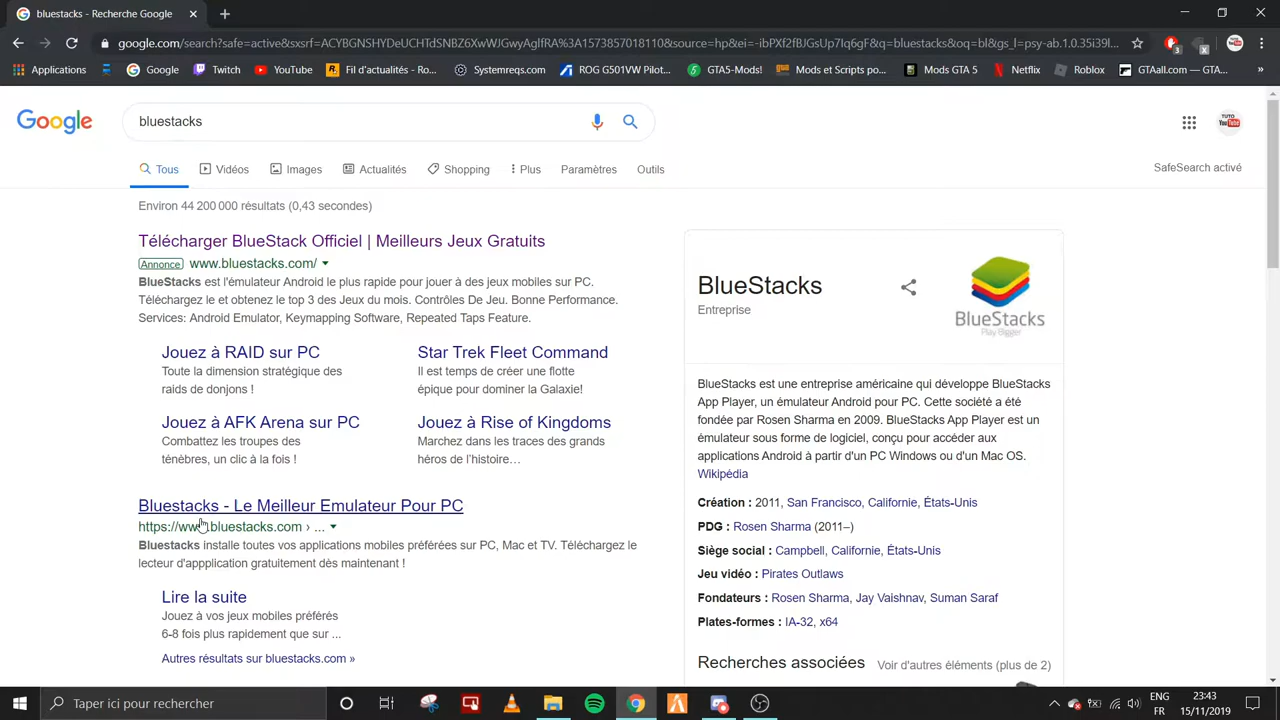 bluestacks - Recherche Google
google.com/search?safe=active&sxsrf=ACYBGNSHYDeUCHTdSNBZ6XwWJGwyAglfRA%3A1573857018110&source=hp&ei=-ibPXf2fBYGsUp7Iq6gF&q=bluestacks&oq=bl&gs_l=psy-ab.1.0.35i39l...
3
Applications
Google
Twitch
YouTube
Fil d'actualités - Ro...
Systemreqs.com
ROG G501VW Pilot...
GTA5-Mods!
Mods et Scripts po...
Mods GTA 5
Netflix
Roblox
GTAall.com — GTA...
Google
bluestacks
TUTO
YouTube
Tous
Vidéos
Images
Actualités
Shopping
Plus
Paramètres
Outils
SafeSearch activé
Environ 44 200 000 résultats (0,43 secondes)
Télécharger BlueStack Officiel | Meilleurs Jeux Gratuits
Annonce www.bluestacks.com/
BlueStacks est l'émulateur Android le plus rapide pour jouer à des jeux mobiles sur PC.
Téléchargez le et obtenez le top 3 des Jeux du mois. Contrôles De Jeu. Bonne Performance.
Services: Android Emulator, Keymapping Software, Repeated Taps Feature.
Jouez à RAID sur PC
Toute la dimension stratégique des
raids de donjons !
Star Trek Fleet Command
Il est temps de créer une flotte
épique pour dominer la Galaxie!
Jouez à AFK Arena sur PC
Combattez les troupes des
ténèbres, un clic à la fois !
Jouez à Rise of Kingdoms
Marchez dans les traces des grands
héros de l'histoire…
Bluestacks - Le Meilleur Emulateur Pour PC
https://www.bluestacks.com › ...
Bluestacks installe toutes vos applications mobiles préférées sur PC, Mac et TV. Téléchargez le
lecteur d'appplication gratuitement dès maintenant !
Lire la suite
Jouez à vos jeux mobiles préférés
6-8 fois plus rapidement que sur ...
Autres résultats sur bluestacks.com »
BlueStacks
Entreprise
BlueStacks
Play Bigger
BlueStacks est une entreprise américaine qui développe BlueStacks
App Player, un émulateur Android pour PC. Cette société a été
fondée par Rosen Sharma en 2009. BlueStacks App Player est un
émulateur sous forme de logiciel, conçu pour accéder aux
applications Android à partir d'un PC Windows ou d'un Mac OS.
Wikipédia
Création : 2011, San Francisco, Californie, États-Unis
PDG : Rosen Sharma (2011–)
Siège social : Campbell, Californie, États-Unis
Jeu vidéo : Pirates Outlaws
Fondateurs : Rosen Sharma, Jay Vaishnav, Suman Saraf
Plates-formes : IA-32, x64
Recherches associées
Voir d'autres éléments (plus de 2)
Taper ici pour rechercher
ENG
FR
23:43
15/11/2019